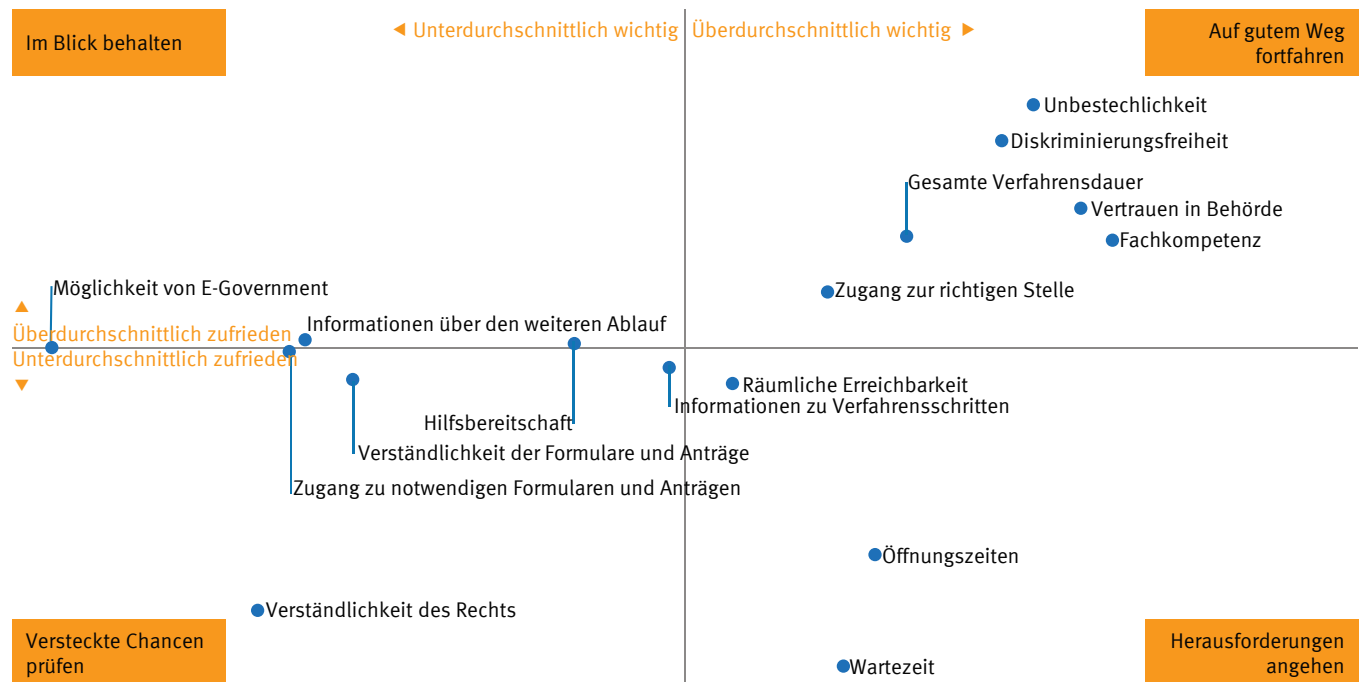 Im Blick behalten
◄ Unterdurchschnittlich wichtig
Überdurchschnittlich wichtig ►
Auf gutem Weg
fortfahren
Unbestechlichkeit
Diskriminierungsfreiheit
Gesamte Verfahrensdauer
Vertrauen in Behörde
Fachkompetenz
Möglichkeit von E-Government
Zugang zur richtigen Stelle
▲
Überdurchschnittlich zufrieden
Informationen über den weiteren Ablauf
Unterdurchschnittlich zufrieden
▼
Räumliche Erreichbarkeit
Informationen zu Verfahrensschritten
Hilfsbereitschaft
Verständlichkeit der Formulare und Anträge
Zugang zu notwendigen Formularen und Anträgen
Öffnungszeiten
Verständlichkeit des Rechts
Versteckte Chancen
prüfen
Herausforderungen
angehen
Wartezeit